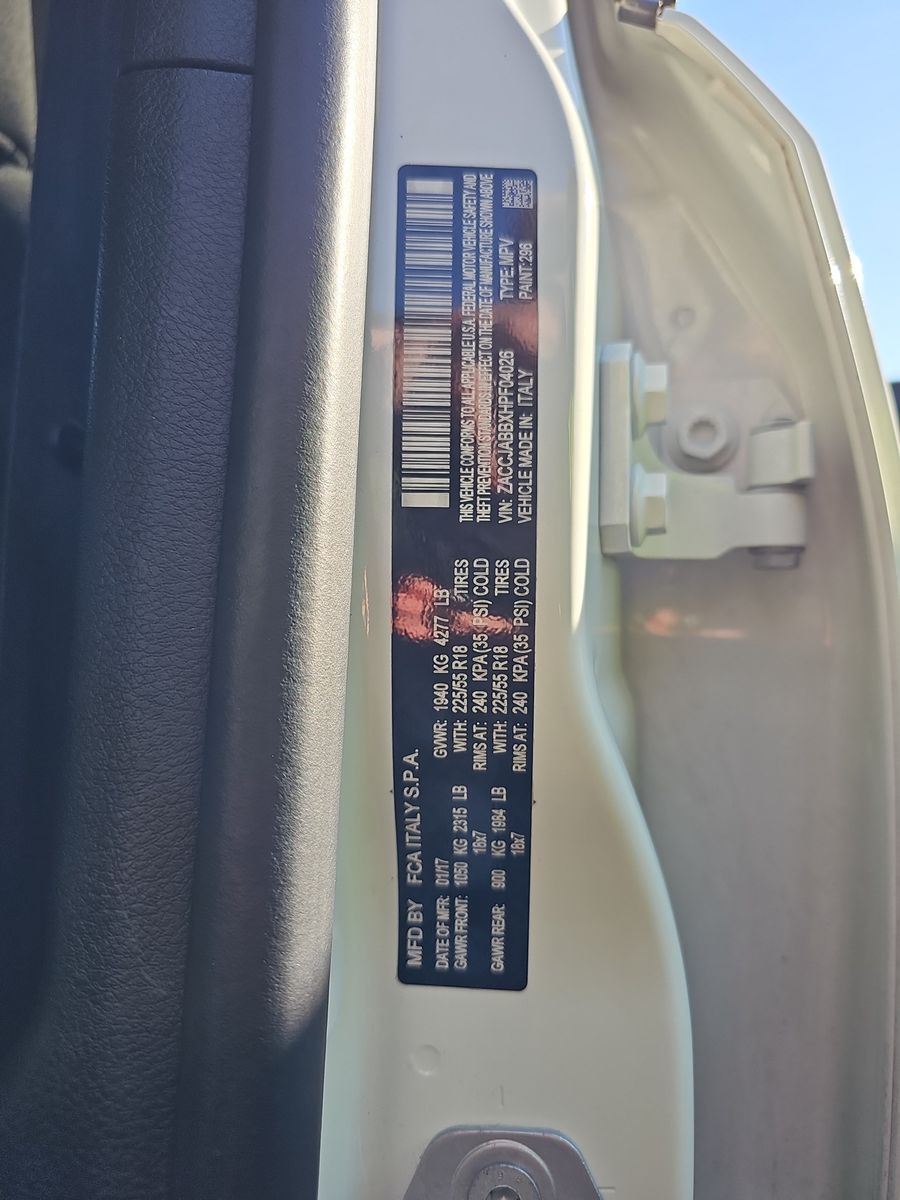 MFD BY FCA ITALY S.P.A.
DATE OF MFR: 01/17 GVWR: 1940 KG 4277 LB
GAWR FRONT: 1050 KG 2315 LB WITH: 225/55 R18 TIRES
18x7 RIMS AT: 240 KPA (35 PSI) COLD
GAWR REAR: 900 KG 1984 LB WITH: 225/55 R18 TIRES
18x7 RIMS AT: 240 KPA (35 PSI) COLD
THIS VEHICLE CONFORMS TO ALL APPLICABLE U.S.A. FEDERAL MOTOR VEHICLE SAFETY AND
THEFT PREVENTION STANDARDS IN EFFECT ON THE DATE OF MANUFACTURE SHOWN ABOVE
VIN: ZACCJABBXHPF04026 TYPE: MPV
VEHICLE MADE IN: ITALY PAINT: 296